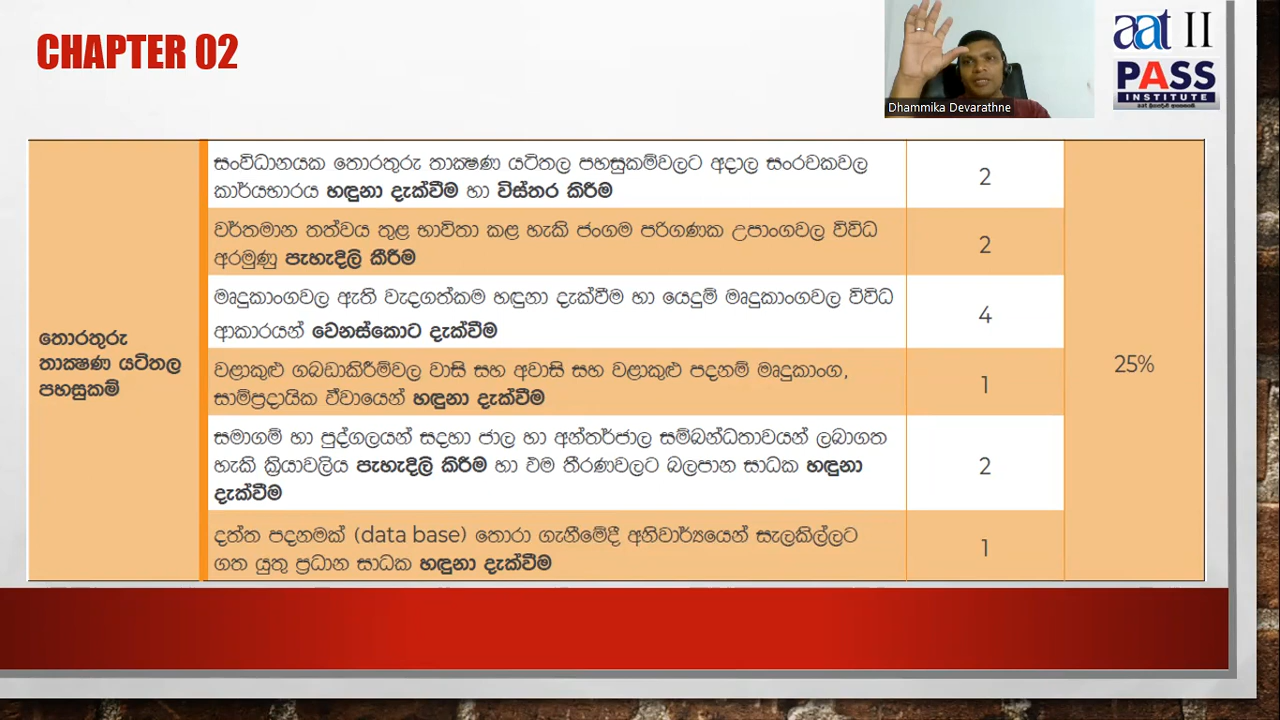 CHAPTER 02
aat II
PASS
INSTITUTE
Dhammika Devarathne
තොරතුරු
තාක්ෂණ යටිතල
පහසුකම්
සංවිධානයක තොරතුරු තාක්ෂණ යටිතල පහසුකම්වලට අදාල සංරචකවල
කාර්යභාරය හඳුනා දැක්වීම හා විස්තර කිරීම
2
වර්තමාන තත්වය තුළ භාවිතා කළ හැකි ජංගම පරිගණක උපාංගවල විවිධ
අරමුණු පැහැදිලි කිරීම
2
මෘදුකාංගවල ඇති වැදගත්කම හඳුනා දැක්වීම හා යෙදුම් මෘදුකාංගවල විවිධ
ආකාරයන් වෙනස්කොට දැක්වීම
4
වළාකුළු ගබඩාකිරීම්වල වාසි සහ අවාසි සහ වළාකුළු පදනම් මෘදුකාංග,
සාම්ප්‍රදායික ඒවායෙන් හඳුනා දැක්වීම
1
සමාගම් හා පුද්ගලයන් සදහා ජාල හා අන්තර්ජාල සම්බන්ධතාවයන් ලබාගත
හැකි ක්‍රියාවලිය පැහැදිලි කිරීම හා එම තීරණවලට බලපාන සාධක හඳුනා
දැක්වීම
2
දත්ත පදනමක් (data base) තොරා ගැනීමේදී අනිවාර්යයෙන් සැලකිල්ලට
ගත යුතු ප්‍රධාන සාධක හඳුනා දැක්වීම
1
25%